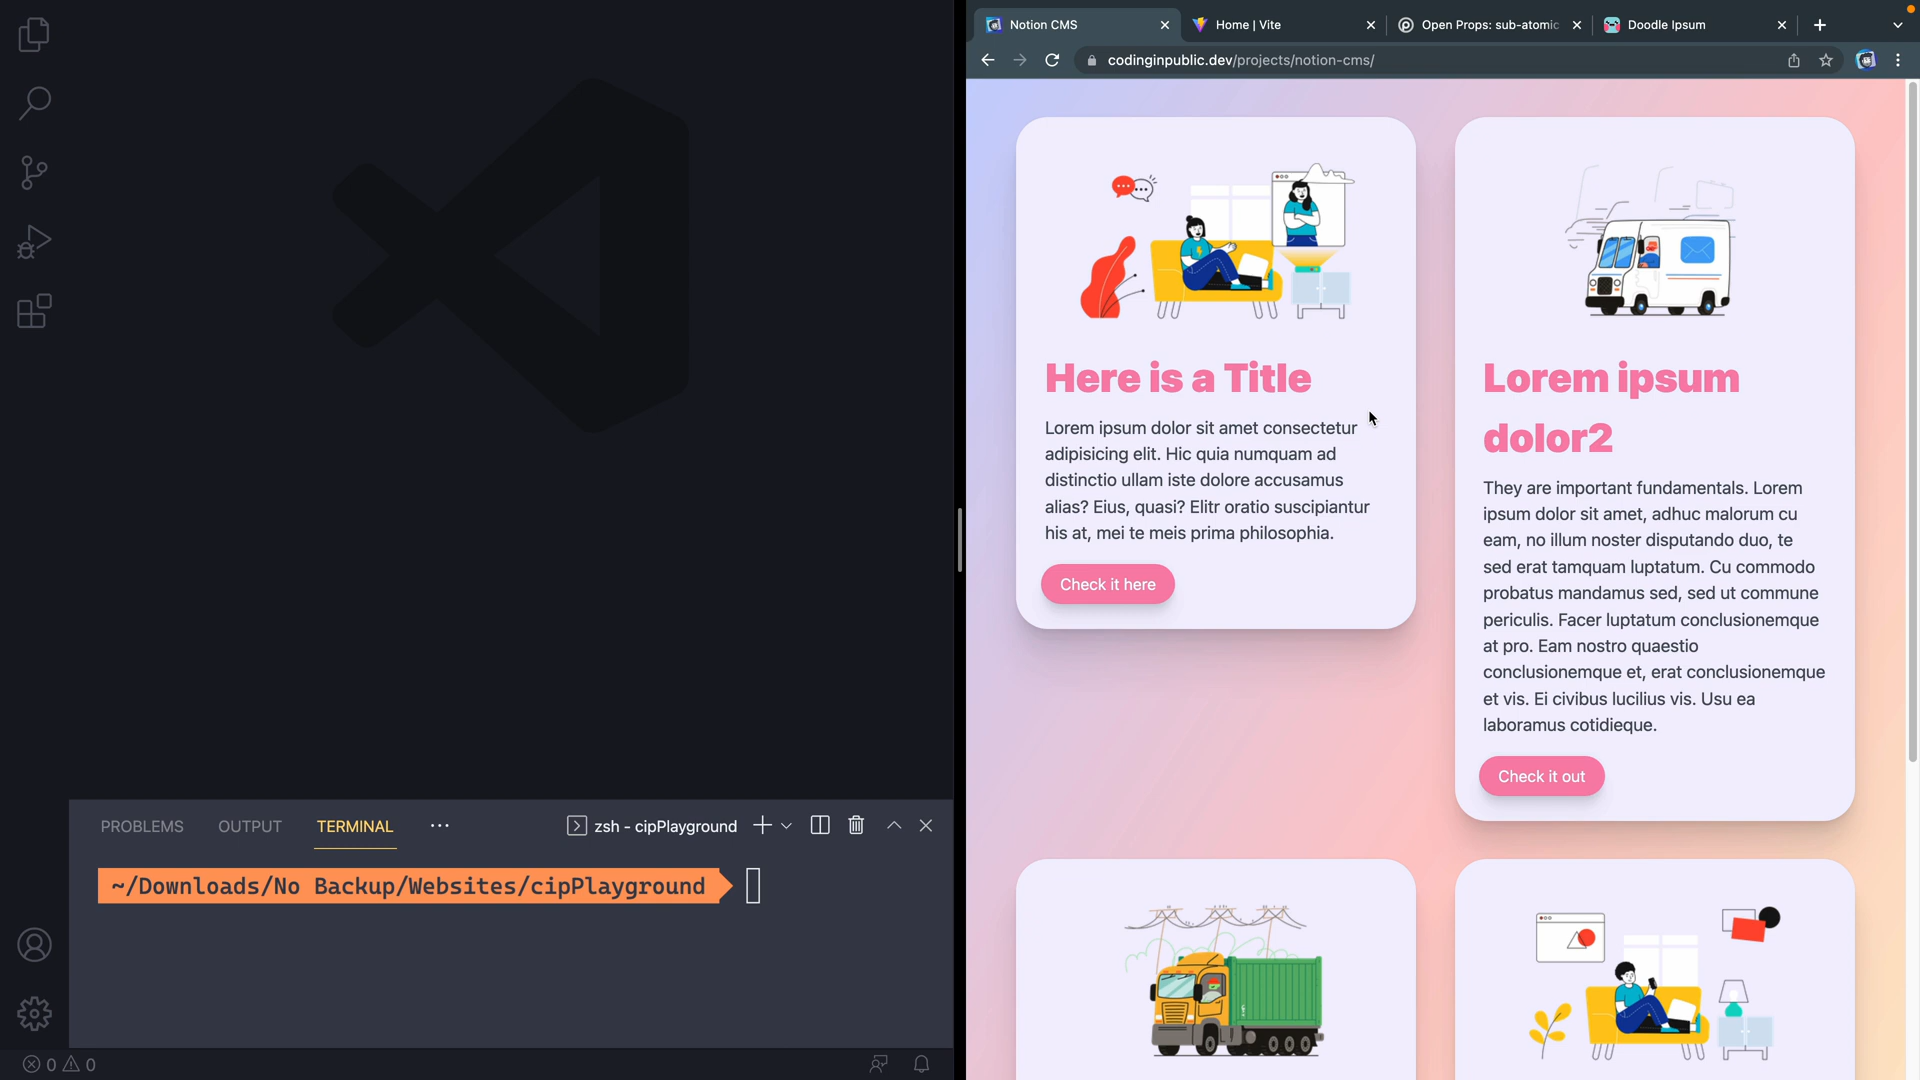 PROBLEMS
OUTPUT
TERMINAL
zsh - cipPlayground
~/Downloads/No Backup/Websites/cipPlayground
0
0
Notion CMS
Home | Vite
Open Props: sub-atomic
Doodle Ipsum
codinginpublic.dev/projects/notion-cms/
Here is a Title
Lorem ipsum dolor sit amet consectetur
adipisicing elit. Hic quia numquam ad
distinctio ullam iste dolore accusamus
alias? Eius, quasi? Elitr oratio suscipiantur
his at, mei te meis prima philosophia.
Check it here
Lorem ipsum
dolor2
They are important fundamentals. Lorem
ipsum dolor sit amet, adhuc malorum cu
eam, no illum noster disputando duo, te
sed erat tamquam luptatum. Cu commodo
probatus mandamus sed, sed ut commune
periculis. Facer luptatum conclusionemque
at pro. Eam nostro quaestio
conclusionemque et, erat conclusionemque
et vis. Ei civibus lucilius vis. Usu ea
laboramus cotidieque.
Check it out